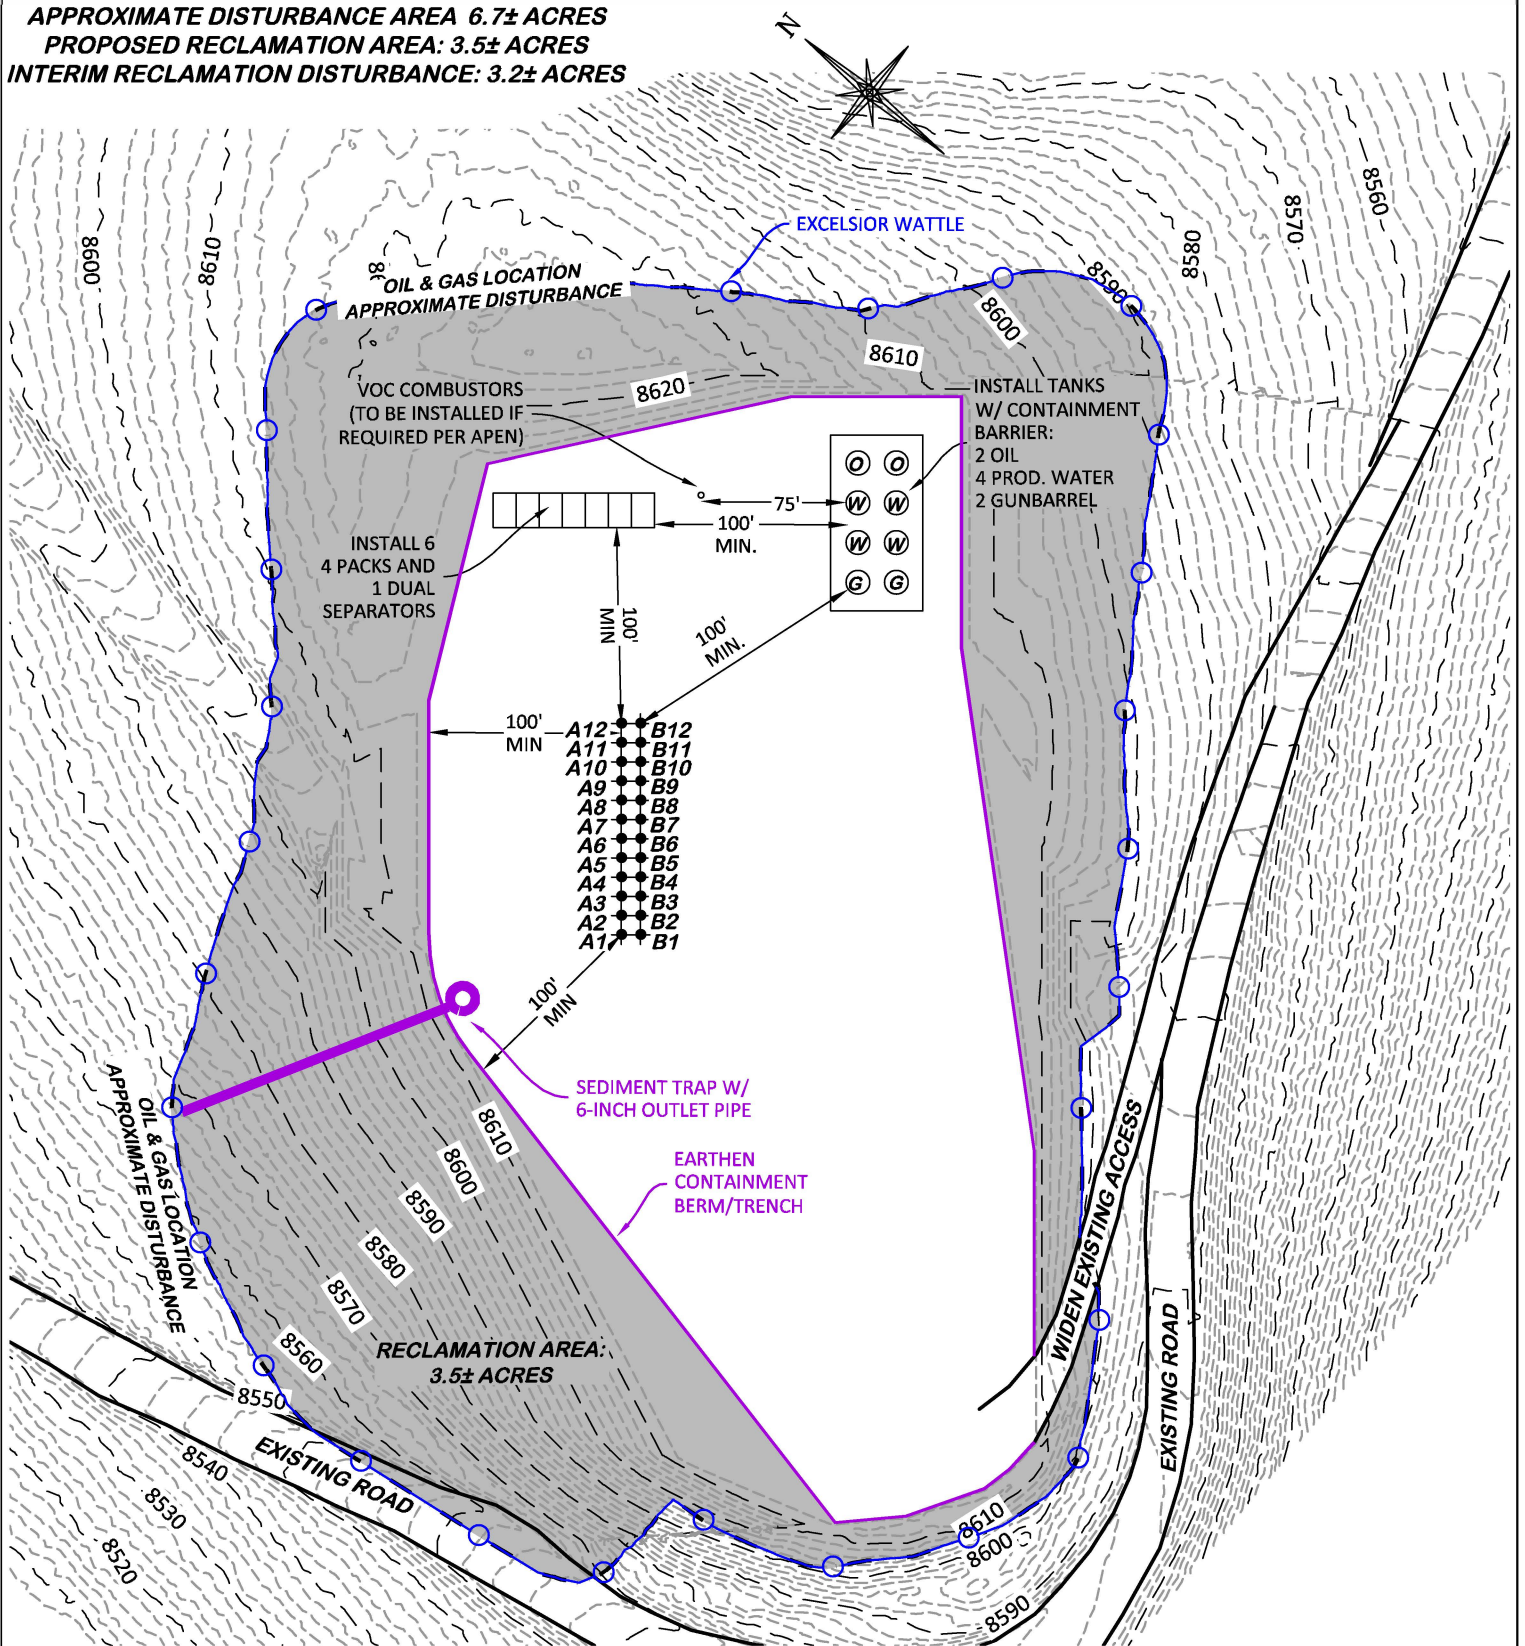 APPROXIMATE DISTURBANCE AREA 6.7± ACRES
PROPOSED RECLAMATION AREA: 3.5± ACRES
INTERIM RECLAMATION DISTURBANCE: 3.2± ACRES
N
EXCELSIOR WATTLE
8600
8610
8560
8570
8580
8590
8600
8610
8620
OIL & GAS LOCATION
APPROXIMATE DISTURBANCE
VOC COMBUSTORS
(TO BE INSTALLED IF
REQUIRED PER APEN)
INSTALL TANKS
W/ CONTAINMENT
BARRIER:
2 OIL
4 PROD. WATER
2 GUNBARREL
O O
W W
W W
G G
75'
100'
MIN.
INSTALL 6
4 PACKS AND
1 DUAL
SEPARATORS
100'
MIN
100'
MIN.
100'
MIN
A12 B12
A11 B11
A10 B10
A9 B9
A8 B8
A7 B7
A6 B6
A5 B5
A4 B4
A3 B3
A2 B2
A1 B1
100'
MIN
SEDIMENT TRAP W/
6-INCH OUTLET PIPE
EARTHEN
CONTAINMENT
BERM/TRENCH
OIL & GAS LOCATION
APPROXIMATE DISTURBANCE
8610
8600
8590
8580
8570
8560
8550
8540
8530
8520
RECLAMATION AREA:
3.5± ACRES
EXISTING ROAD
WIDEN EXISTING ACCESS
EXISTING ROAD
8610
8600
8590